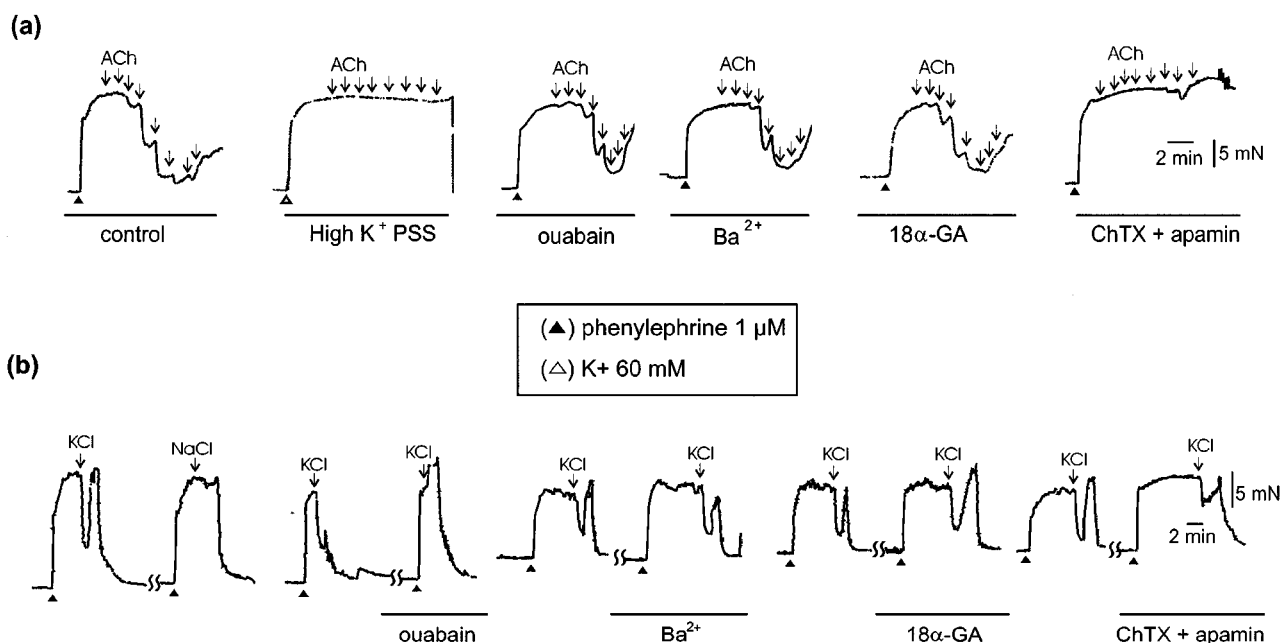 (a)
ACh ACh ACh ACh ACh ACh
2 min 5 mN
control High K⁺ PSS ouabain Ba²⁺ 18α-GA ChTX + apamin
(▲) phenylephrine 1 µM
(△) K+ 60 mM
(b)
KCl NaCl KCl KCl KCl KCl KCl KCl KCl KCl
5 mN
2 min
ouabain Ba²⁺ 18α-GA ChTX + apamin